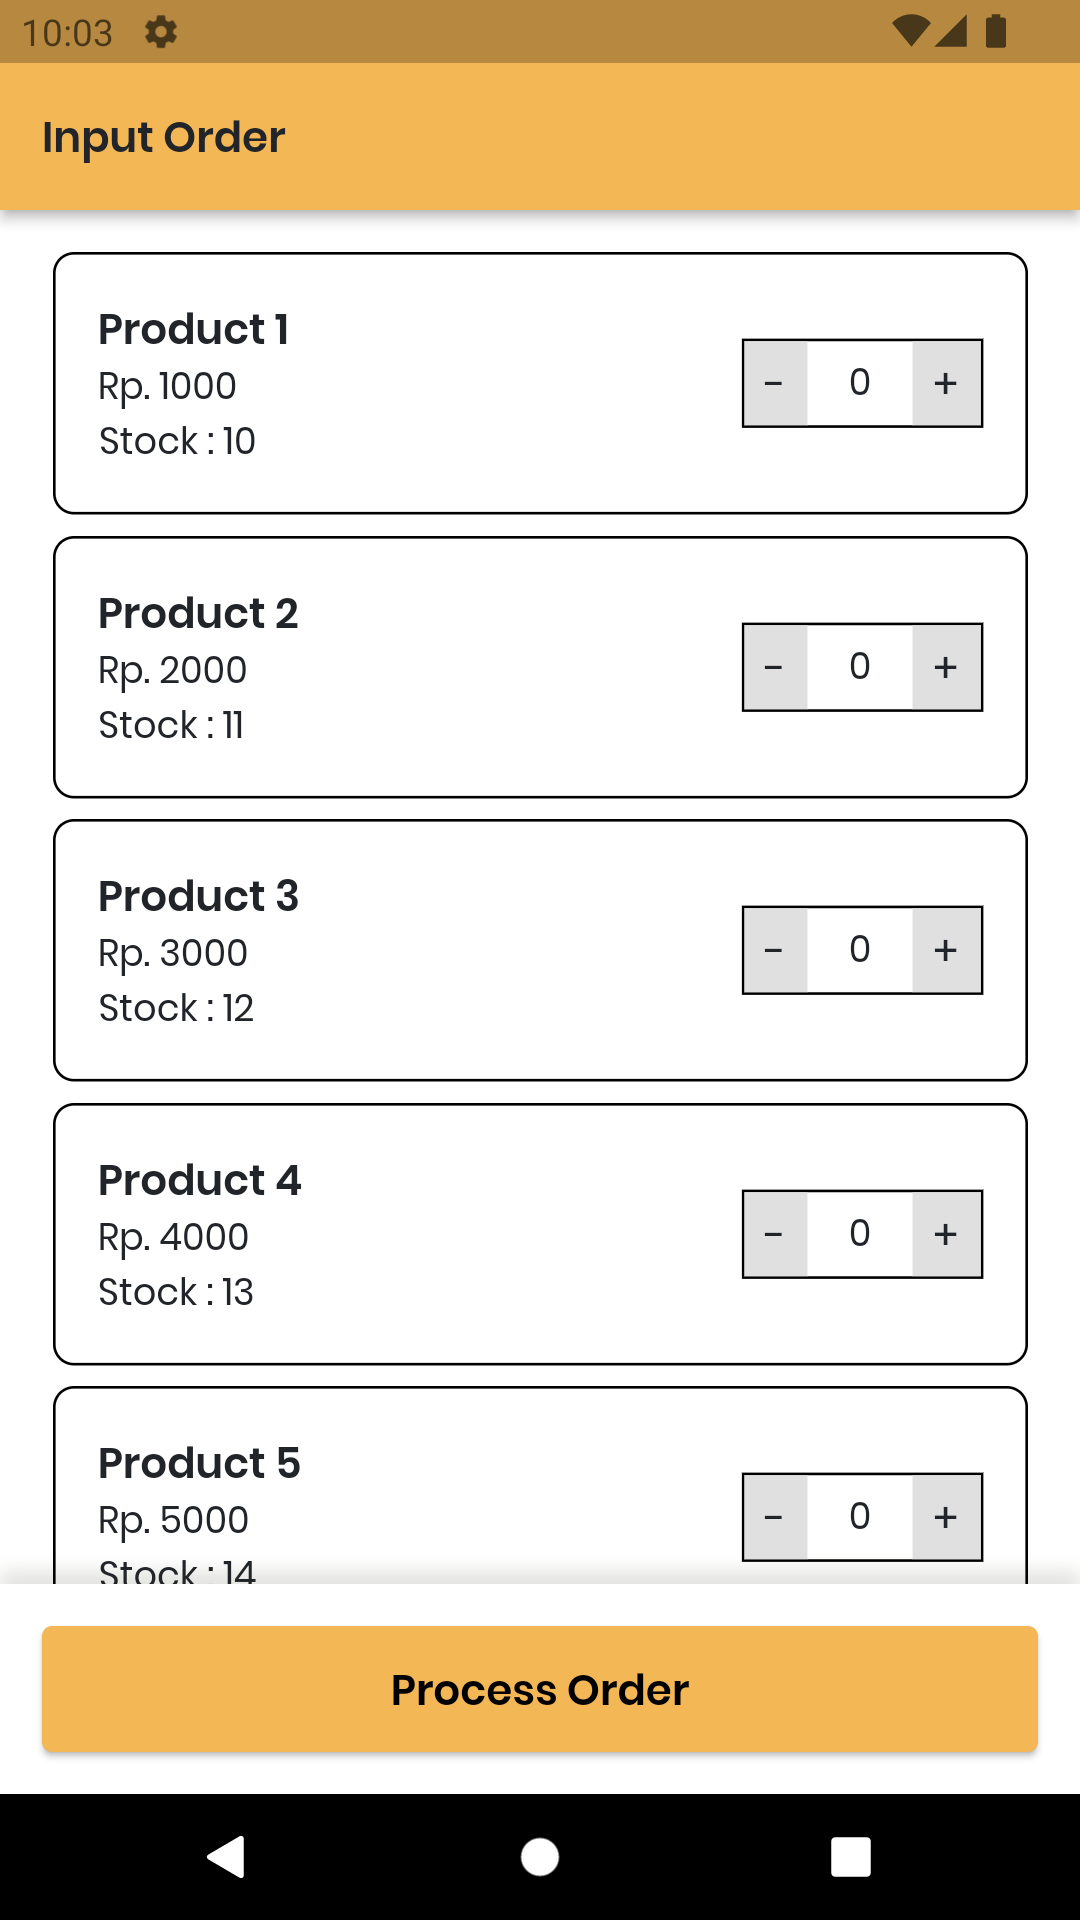 10:03
Input Order
Product 1
Rp. 1000
Stock : 10
- 0 +
Product 2
Rp. 2000
Stock : 11
- 0 +
Product 3
Rp. 3000
Stock : 12
- 0 +
Product 4
Rp. 4000
Stock : 13
- 0 +
Product 5
Rp. 5000
Stock : 14
- 0 +
Process Order